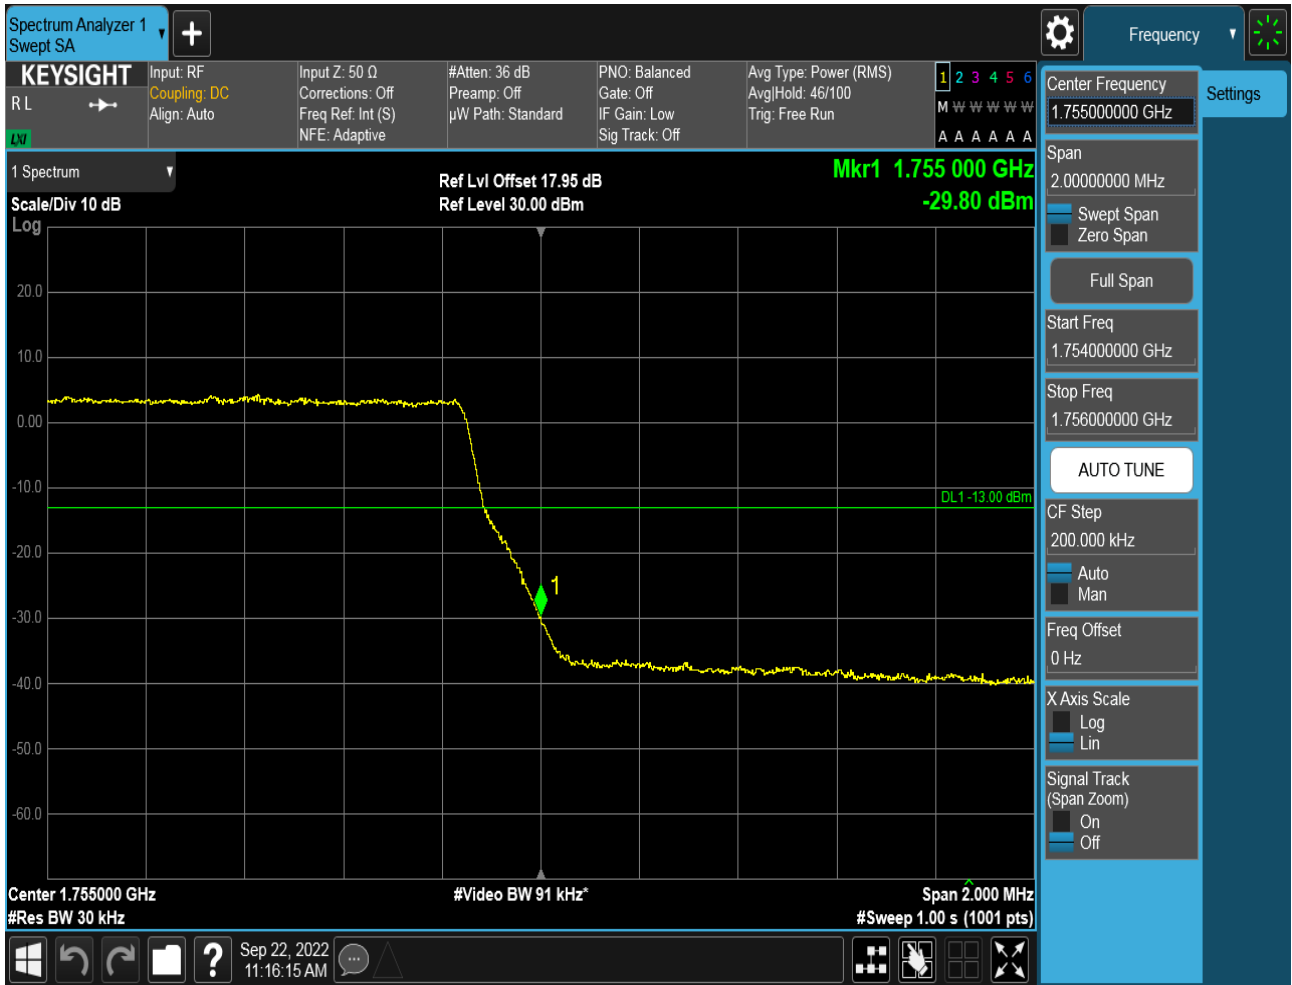 Spectrum Analyzer 1
Swept SA
Frequency
KEYSIGHT
R L
LXI
Input: RF
Coupling: DC
Align: Auto
Input Z: 50 Ω
Corrections: Off
Freq Ref: Int (S)
NFE: Adaptive
#Atten: 36 dB
Preamp: Off
µW Path: Standard
PNO: Balanced
Gate: Off
IF Gain: Low
Sig Track: Off
Avg Type: Power (RMS)
Avg|Hold: 46/100
Trig: Free Run
1 2 3 4 5 6
M W W W W W
A A A A A A
1 Spectrum
Scale/Div 10 dB
Log
Ref Lvl Offset 17.95 dB
Ref Level 30.00 dBm
Mkr1 1.755 000 GHz
-29.80 dBm
20.0
10.0
0.00
-10.0
-20.0
-30.0
-40.0
-50.0
-60.0
DL1 -13.00 dBm
1
Center 1.755000 GHz
#Res BW 30 kHz
#Video BW 91 kHz*
Span 2.000 MHz
#Sweep 1.00 s (1001 pts)
Center Frequency
1.755000000 GHz
Settings
Span
2.00000000 MHz
Swept Span
Zero Span
Full Span
Start Freq
1.754000000 GHz
Stop Freq
1.756000000 GHz
AUTO TUNE
CF Step
200.000 kHz
Auto
Man
Freq Offset
0 Hz
X Axis Scale
Log
Lin
Signal Track
(Span Zoom)
On
Off
?
Sep 22, 2022
11:16:15 AM